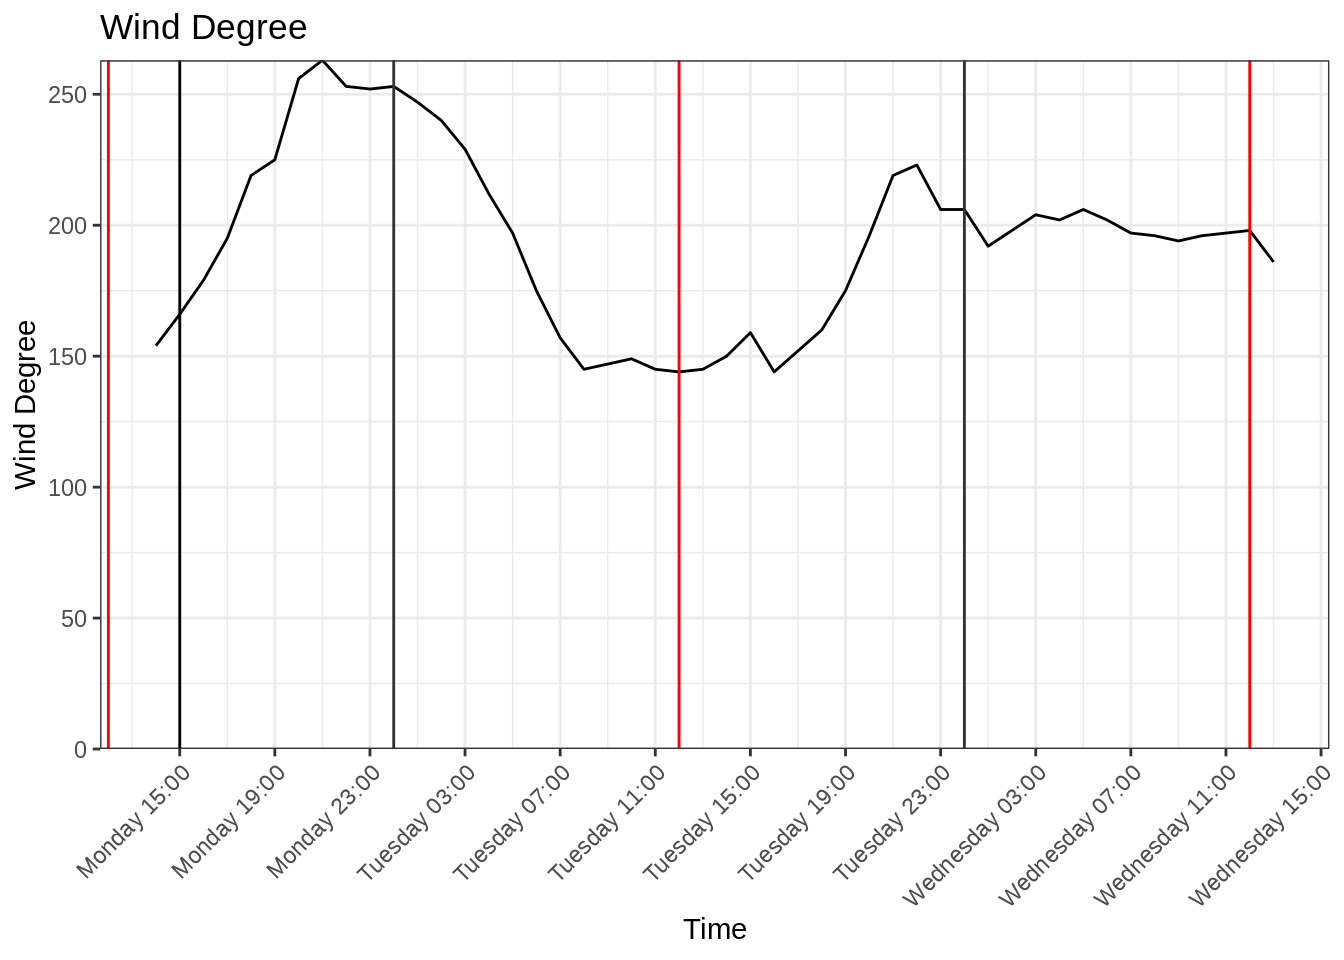 Wind Degree
Wind Degree
250
200
150
100
50
0
Monday 15:00
Monday 19:00
Monday 23:00
Tuesday 03:00
Tuesday 07:00
Tuesday 11:00
Tuesday 15:00
Tuesday 19:00
Tuesday 23:00
Wednesday 03:00
Wednesday 07:00
Wednesday 11:00
Wednesday 15:00
Time